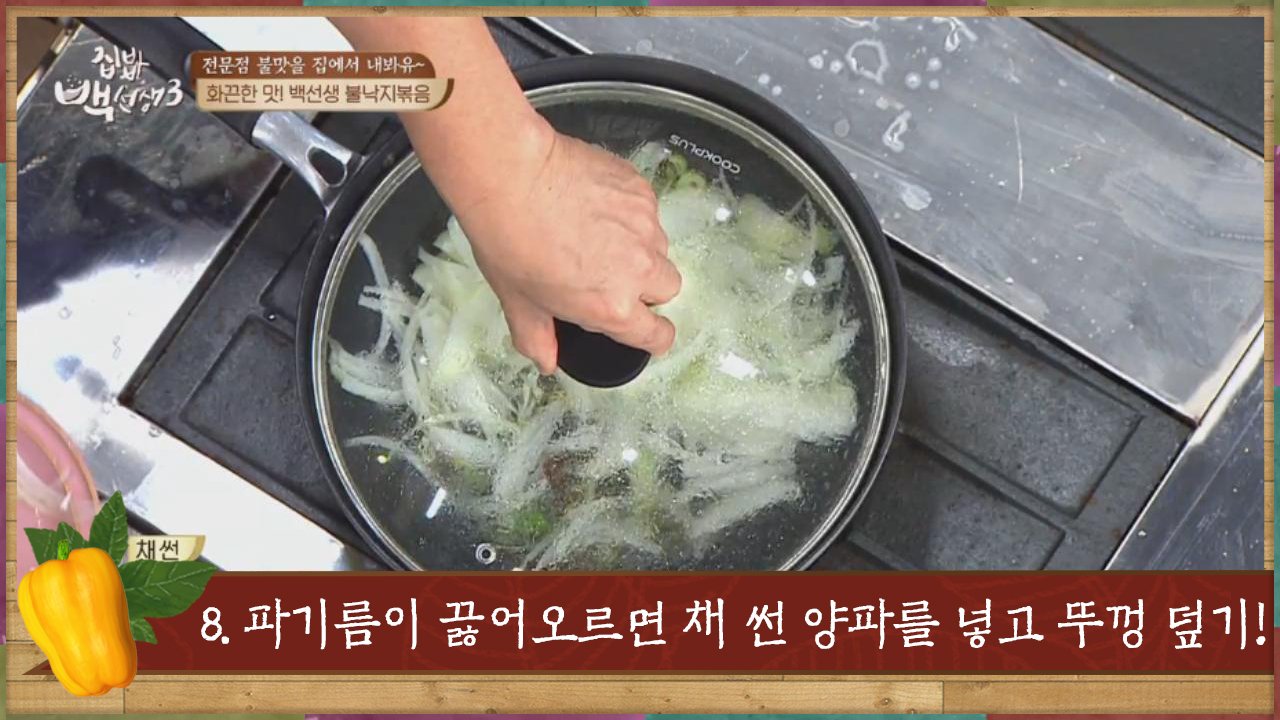 집밥
백선생3
전문점 불맛을 집에서 내봐유~
화끈한 맛! 백선생 불낙지볶음
COOKPLUS
채썬
8. 파기름이 끓어오르면 채 썬 양파를 넣고 뚜껑 덮기!